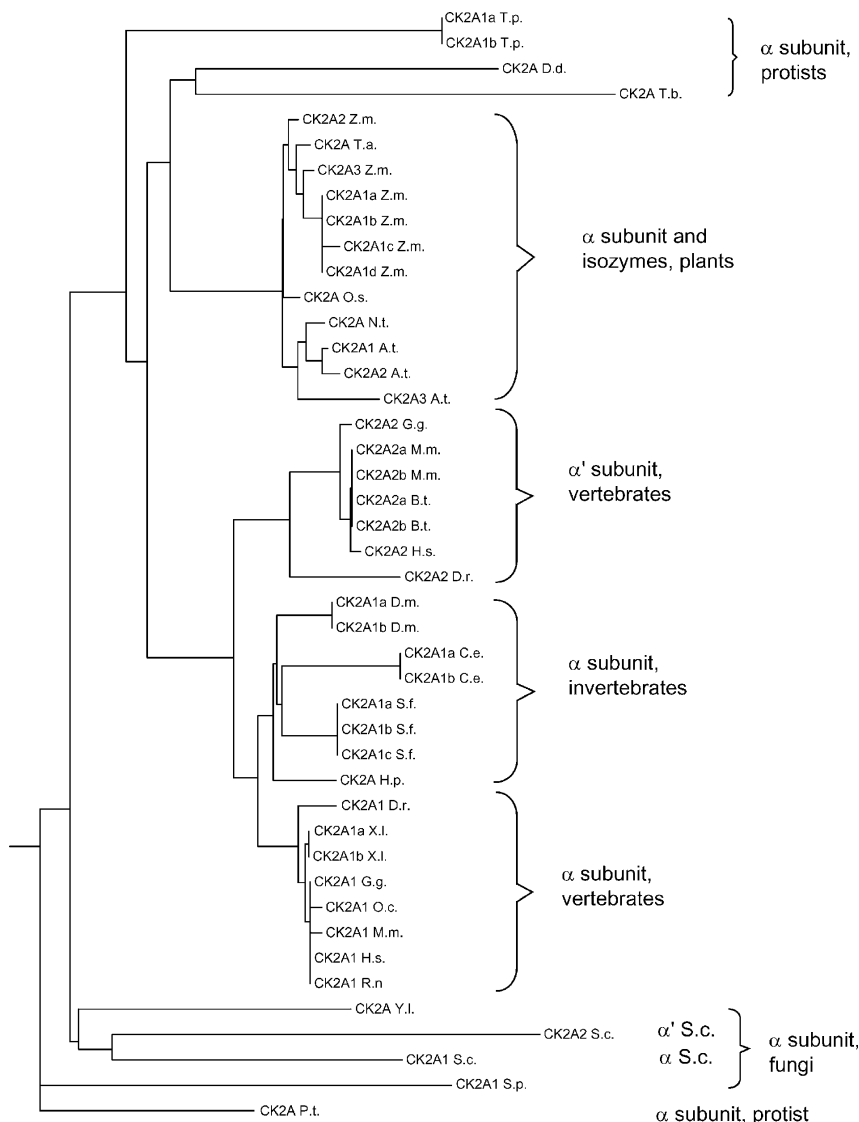 CK2A1a T.p.
CK2A1b T.p.
α subunit,
protists
CK2A D.d.
CK2A T.b.
CK2A2 Z.m.
CK2A T.a.
CK2A3 Z.m.
CK2A1a Z.m.
CK2A1b Z.m.
CK2A1c Z.m.
CK2A1d Z.m.
α subunit and
isozymes, plants
CK2A O.s.
CK2A N.t.
CK2A1 A.t.
CK2A2 A.t.
CK2A3 A.t.
CK2A2 G.g.
CK2A2a M.m.
CK2A2b M.m.
CK2A2a B.t.
CK2A2b B.t.
CK2A2 H.s.
CK2A2 D.r.
α' subunit,
vertebrates
CK2A1a D.m.
CK2A1b D.m.
CK2A1a C.e.
CK2A1b C.e.
CK2A1a S.f.
CK2A1b S.f.
CK2A1c S.f.
CK2A H.p.
α subunit,
invertebrates
CK2A1 D.r.
CK2A1a X.l.
CK2A1b X.l.
CK2A1 G.g.
CK2A1 O.c.
CK2A1 M.m.
CK2A1 H.s.
CK2A1 R.n
α subunit,
vertebrates
CK2A Y.l.
CK2A2 S.c.
CK2A1 S.c.
CK2A1 S.p.
α' S.c.
α S.c.
α subunit,
fungi
CK2A P.t.
α subunit, protist